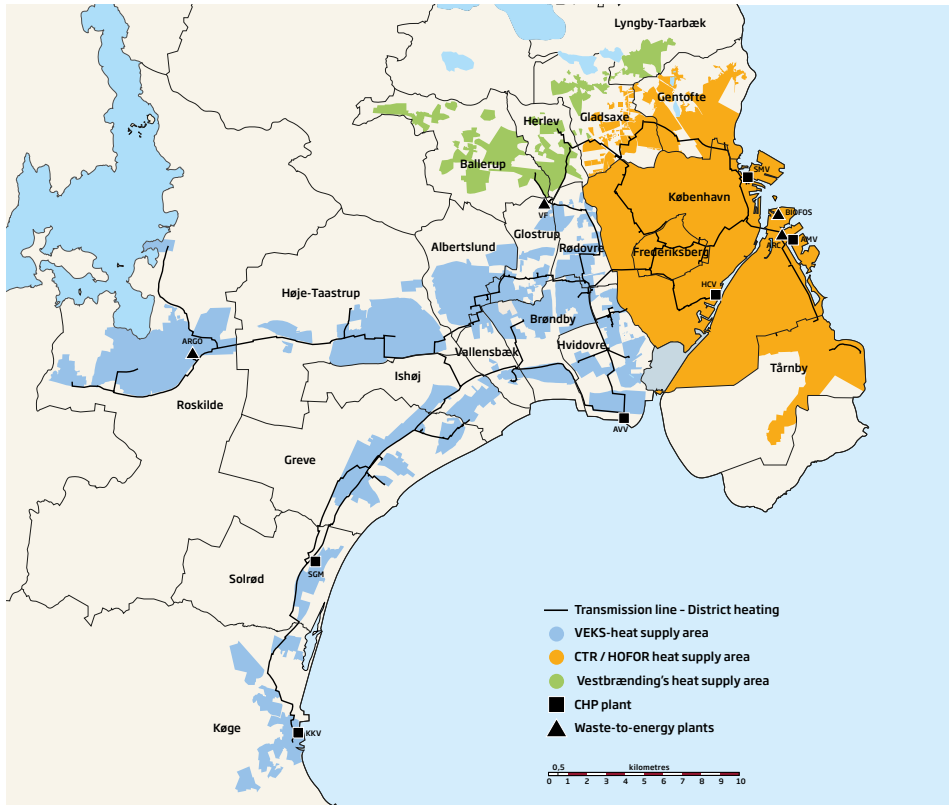 Lyngby-Taarbæk
Gentofte
Gladsaxe
Herlev
Ballerup
SMV
København
VF
BIOFOS
Glostrup
ARC
AMV
Albertslund
Rødovre
Frederiksberg
Høje-Taastrup
HCV
Brøndby
ARGO
Vallensbæk
Hvidovre
Ishøj
Tårnby
Roskilde
AVV
Greve
Solrød
SGM
Køge
KKV
Transmission line – District heating
VEKS-heat supply area
CTR / HOFOR heat supply area
Vestbrænding's heat supply area
CHP plant
Waste-to-energy plants
0,5 kilometres
0 1 2 3 4 5 6 7 8 9 10